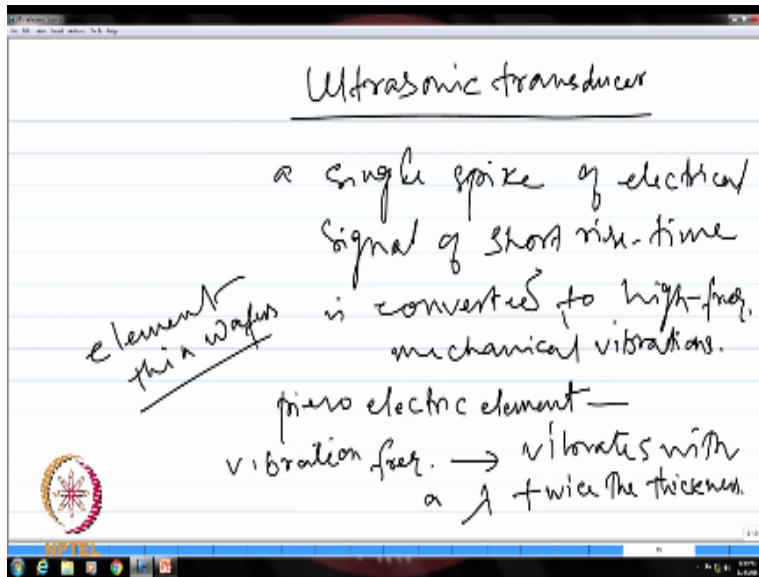 Ultrasonic transducer
a single spike of electrical
signal of short rise-time
is converted to high-freq.
mechanical vibrations.
element
thin wafers
piezo electric element —
vibration freq. → vibrates with
a λ twice the thickness.
NPTEL